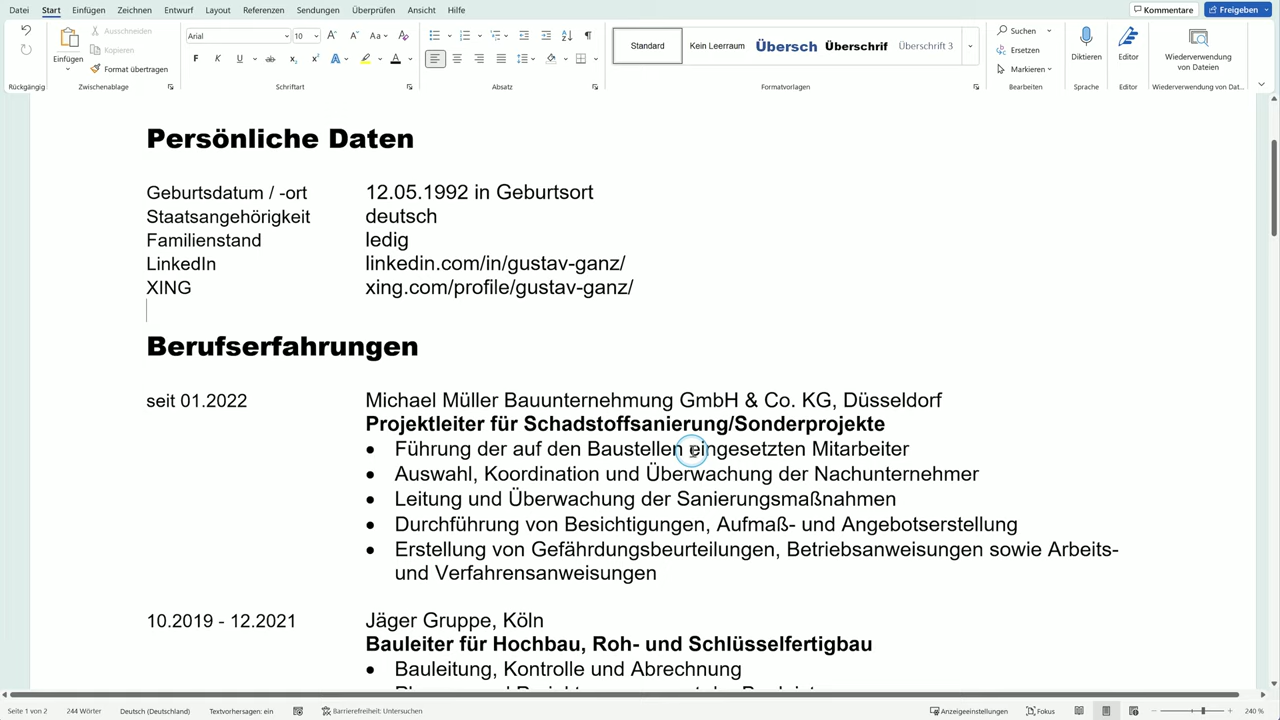 Datei Start Einfügen Zeichnen Entwurf Layout Referenzen Sendungen Überprüfen Ansicht Hilfe Kommentare Freigeben
Ausschneiden
Kopieren
Format übertragen
Einfügen
Rückgängig Zwischenablage
Arial 10
Aa
F K U ab x₂ x² A A
Schriftart
Absatz
Standard Kein Leerraum Übersch Überschrif Überschrift 3
Formatvorlagen
Suchen
Ersetzen
Markieren
Bearbeiten
Diktieren
Sprache
Editor
Editor
Wiederverwendung
von Dateien
Wiederverwendung von Dat...
Persönliche Daten
Geburtsdatum / -ort 12.05.1992 in Geburtsort
Staatsangehörigkeit deutsch
Familienstand ledig
LinkedIn linkedin.com/in/gustav-ganz/
XING xing.com/profile/gustav-ganz/
Berufserfahrungen
seit 01.2022 Michael Müller Bauunternehmung GmbH & Co. KG, Düsseldorf
Projektleiter für Schadstoffsanierung/Sonderprojekte
• Führung der auf den Baustellen eingesetzten Mitarbeiter
• Auswahl, Koordination und Überwachung der Nachunternehmer
• Leitung und Überwachung der Sanierungsmaßnahmen
• Durchführung von Besichtigungen, Aufmaß- und Angebotserstellung
• Erstellung von Gefährdungsbeurteilungen, Betriebsanweisungen sowie Arbeits-
und Verfahrensanweisungen
10.2019 - 12.2021 Jäger Gruppe, Köln
Bauleiter für Hochbau, Roh- und Schlüsselfertigbau
• Bauleitung, Kontrolle und Abrechnung
Seite 1 von 2 244 Wörter Deutsch (Deutschland) Textvorhersagen: ein Barrierefreiheit: Untersuchen Anzeigeeinstellungen Fokus 240 %